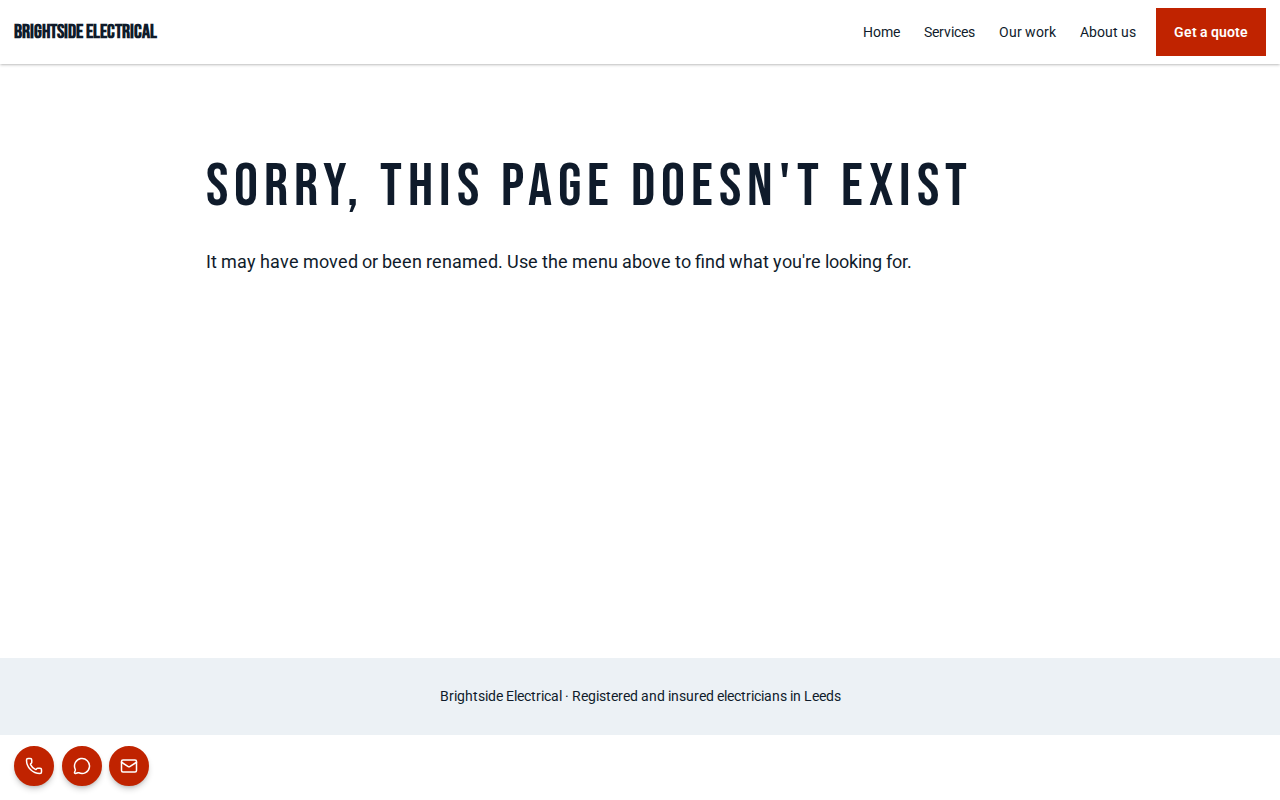 BRIGHTSIDE ELECTRICAL
Home
Services
Our work
About us
Get a quote
SORRY, THIS PAGE DOESN'T EXIST
It may have moved or been renamed. Use the menu above to find what you're looking for.
Brightside Electrical · Registered and insured electricians in Leeds